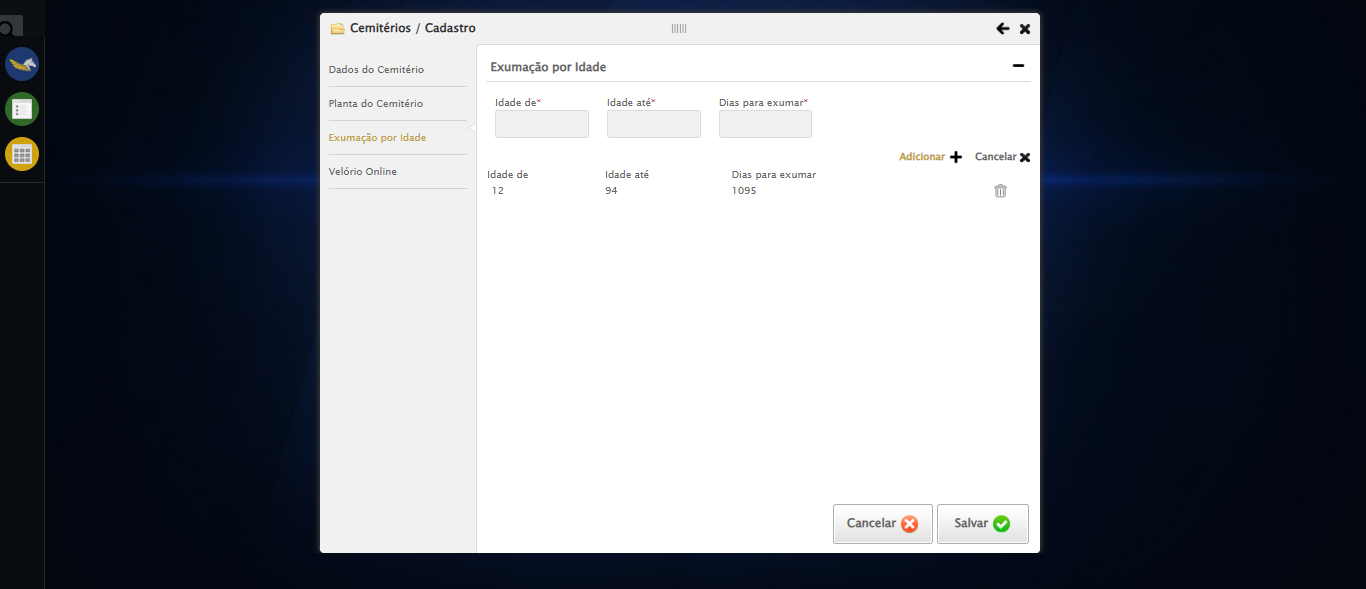 Cemitérios / Cadastro
Dados do Cemitério
Planta do Cemitério
Exumação por Idade
Velório Online
Exumação por Idade
Idade de* Idade até* Dias para exumar*
Adicionar Cancelar
Idade de Idade até Dias para exumar
12 94 1095
Cancelar Salvar